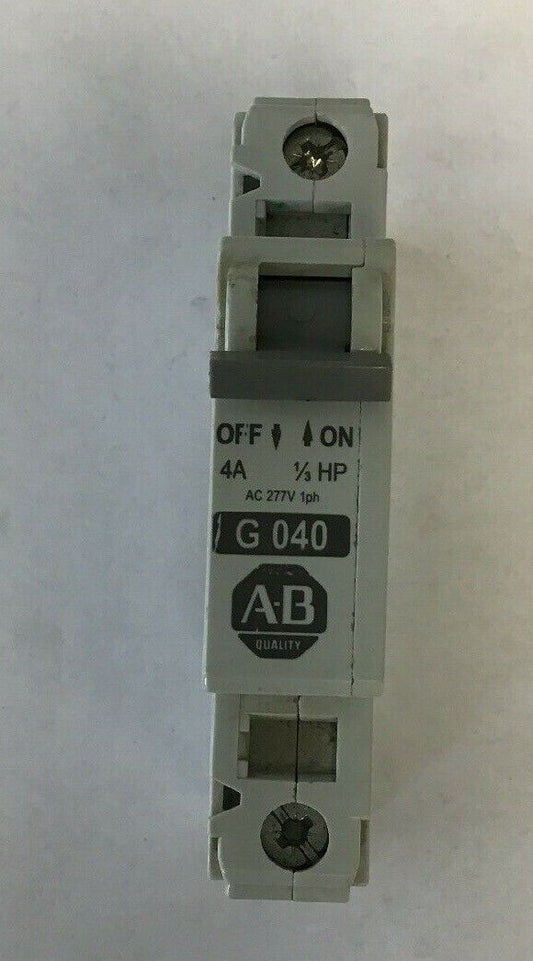 OFF ON
4A ⅓ HP
AC 277V 1ph
G 040
A-B
QUALITY